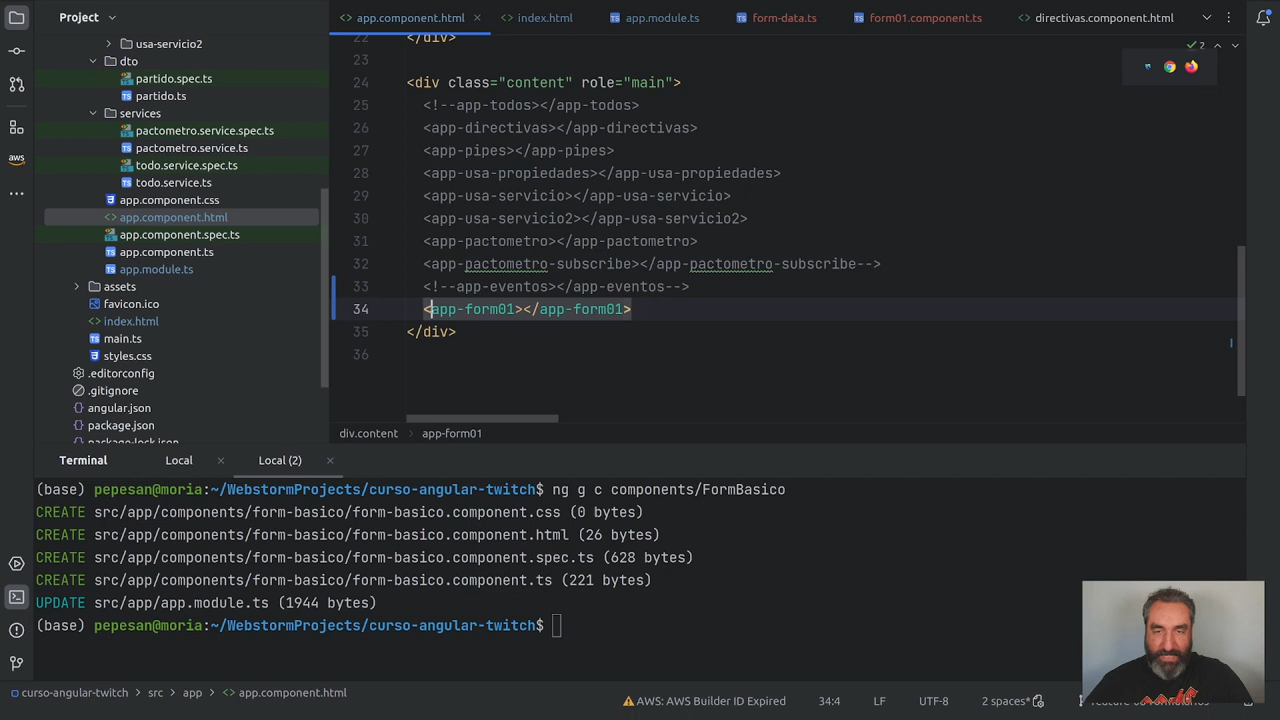 Project
app.component.html
index.html
app.module.ts
form-data.ts
form01.component.ts
directivas.component.html
usa-servicio2
dto
partido.spec.ts
partido.ts
services
pactometro.service.spec.ts
pactometro.service.ts
todo.service.spec.ts
todo.service.ts
app.component.css
app.component.html
app.component.spec.ts
app.component.ts
app.module.ts
assets
favicon.ico
index.html
main.ts
styles.css
.editorconfig
.gitignore
angular.json
package.json
package-lock.json
aws
2
22 </div>
23
24 <div class="content" role="main">
25 <!--app-todos></app-todos>
26 <app-directivas></app-directivas>
27 <app-pipes></app-pipes>
28 <app-usa-propiedades></app-usa-propiedades>
29 <app-usa-servicio></app-usa-servicio>
30 <app-usa-servicio2></app-usa-servicio2>
31 <app-pactometro></app-pactometro>
32 <app-pactometro-subscribe></app-pactometro-subscribe-->
33 <!--app-eventos></app-eventos-->
34 <app-form01></app-form01>
35 </div>
36
div.content > app-form01
Terminal Local Local (2)
(base) pepesan@moria:~/WebstormProjects/curso-angular-twitch$ ng g c components/FormBasico
CREATE src/app/components/form-basico/form-basico.component.css (0 bytes)
CREATE src/app/components/form-basico/form-basico.component.html (26 bytes)
CREATE src/app/components/form-basico/form-basico.component.spec.ts (628 bytes)
CREATE src/app/components/form-basico/form-basico.component.ts (221 bytes)
UPDATE src/app/app.module.ts (1944 bytes)
(base) pepesan@moria:~/WebstormProjects/curso-angular-twitch$
curso-angular-twitch > src > app > app.component.html
AWS: AWS Builder ID Expired 34:4 LF UTF-8 2 spaces*